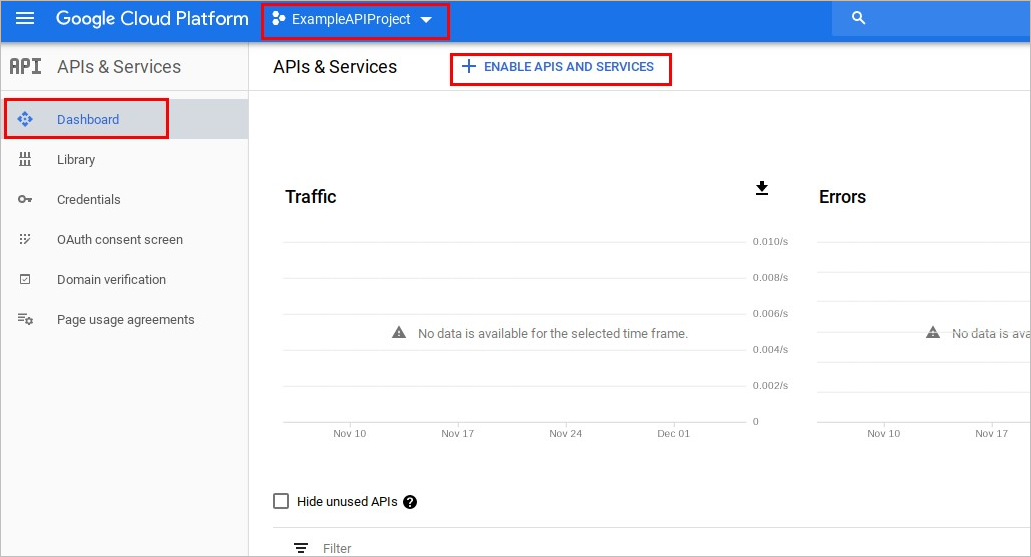 Google Cloud Platform
ExampleAPIProject
API
APIs & Services
APIs & Services
ENABLE APIS AND SERVICES
Dashboard
Library
Credentials
OAuth consent screen
Domain verification
Page usage agreements
Traffic
0.010/s
0.008/s
0.006/s
No data is available for the selected time frame.
0.004/s
0.002/s
0
Nov 10
Nov 17
Nov 24
Dec 01
Errors
No data is ava
Nov 10
Nov 17
Hide unused APIs ?
Filter